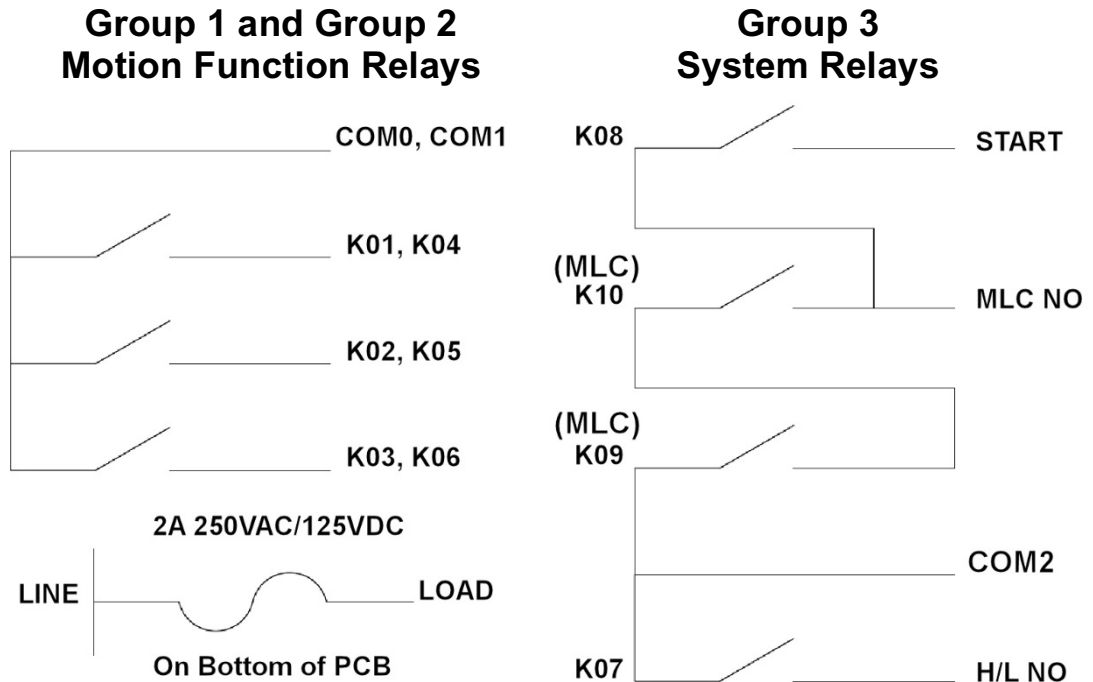 Group 1 and Group 2
Motion Function Relays
COM0, COM1
K01, K04
K02, K05
K03, K06
2A 250VAC/125VDC
LINE
LOAD
On Bottom of PCB
Group 3
System Relays
K08
START
(MLC)
K10
MLC NO
(MLC)
K09
COM2
K07
H/L NO